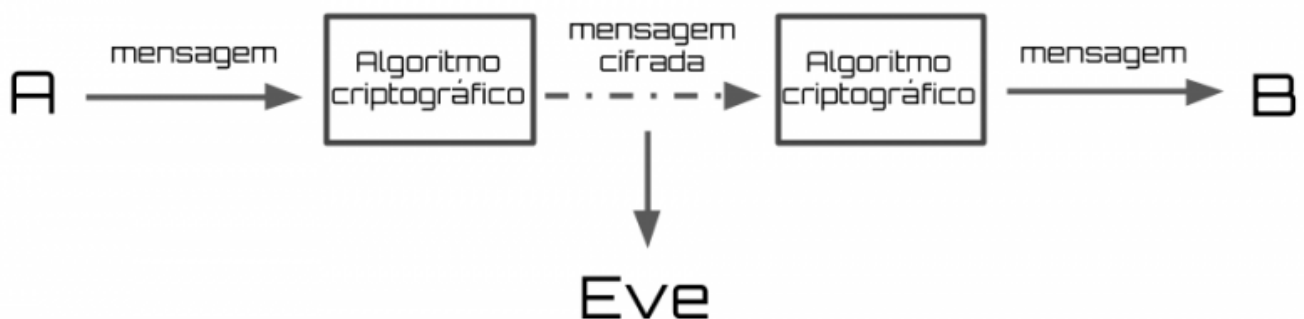 A
mensagem
Algoritmo
criptográfico
mensagem
cifrada
Algoritmo
criptográfico
mensagem
B
Eve